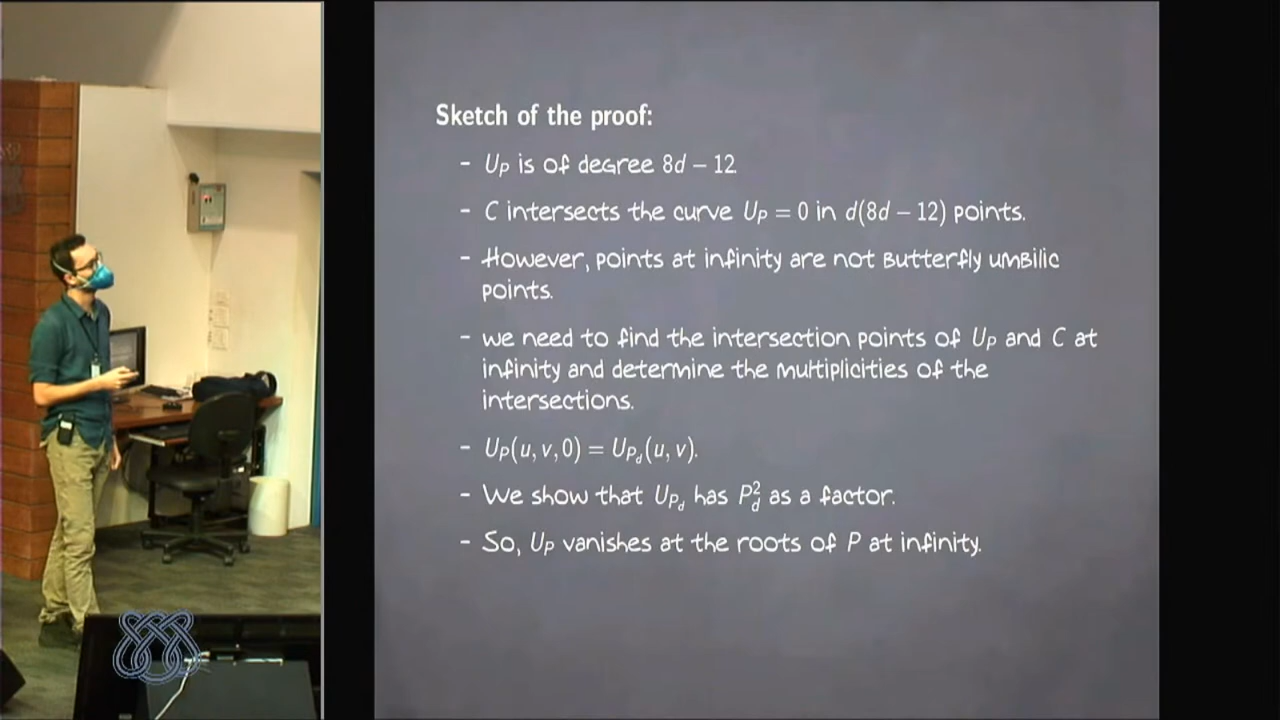 Sketch of the proof:
- U_P is of degree 8d − 12
- C intersects the curve U_P = 0 in d(8d − 12) points.
- However, points at infinity are not butterfly umbilic
points.
- we need to find the intersection points of U_P and C at
infinity and determine the multiplicities of the
intersections.
- U_P(u, v, 0) = U_{P_d}(u, v).
- We show that U_{P_d} has P_d^2 as a factor.
- So, U_P vanishes at the roots of P at infinity.